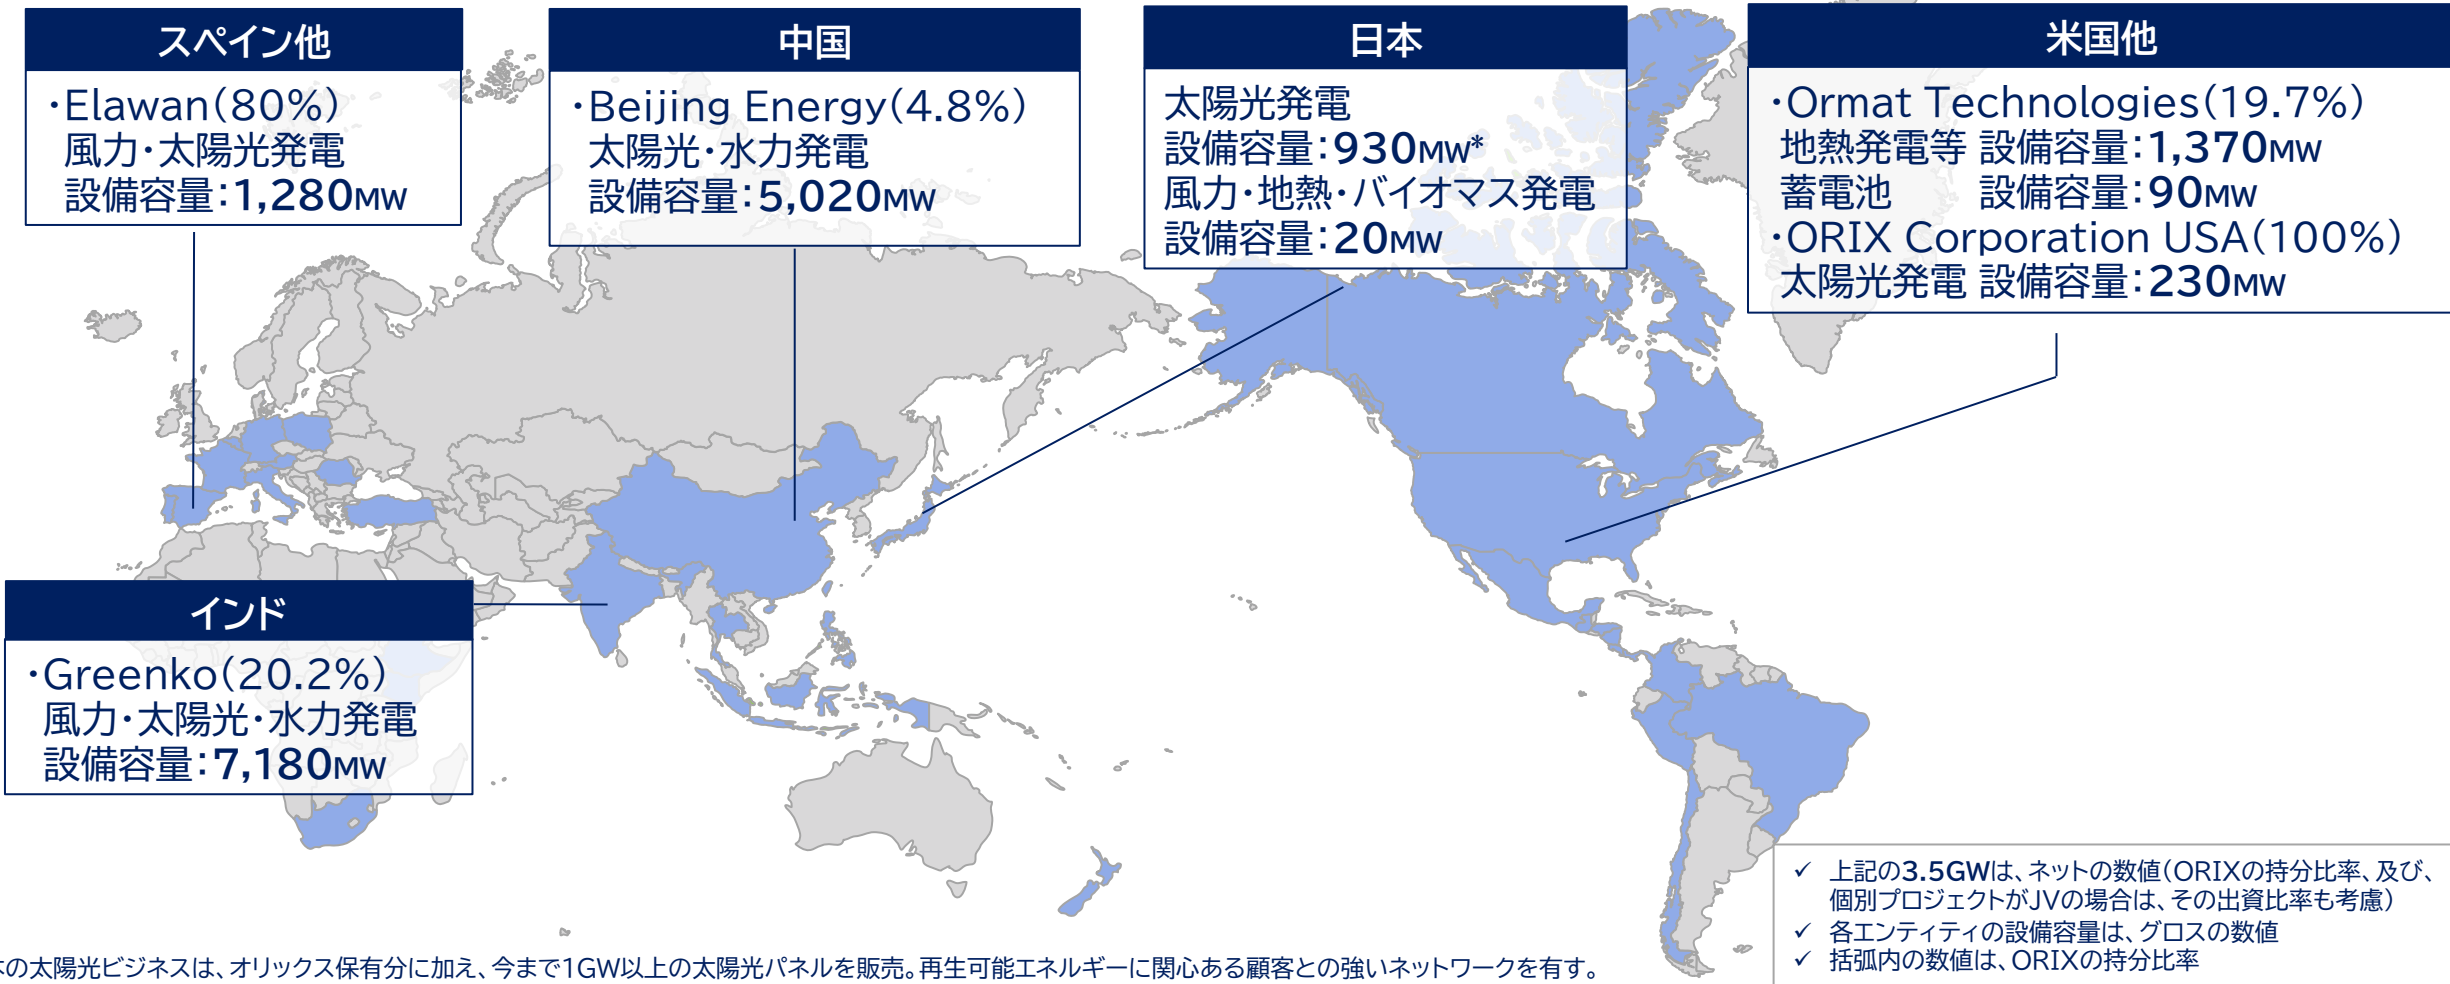 スペイン他
・Elawan(80%)
風力・太陽光発電
設備容量：1,280MW
中国
・Beijing Energy(4.8%)
太陽光・水力発電
設備容量：5,020MW
日本
太陽光発電
設備容量：930MW*
風力・地熱・バイオマス発電
設備容量：20MW
米国他
・Ormat Technologies(19.7%)
地熱発電等 設備容量：1,370MW
蓄電池 設備容量：90MW
・ORIX Corporation USA(100%)
太陽光発電 設備容量：230MW
インド
・Greenko(20.2%)
風力・太陽光・水力発電
設備容量：7,180MW
✓ 上記の3.5GWは、ネットの数値(ORIXの持分比率、及び、
個別プロジェクトがJVの場合は、その出資比率も考慮)
✓ 各エンティティの設備容量は、グロスの数値
✓ 括弧内の数値は、ORIXの持分比率
の太陽光ビジネスは、オリックス保有分に加え、今まで1GW以上の太陽光パネルを販売。再生可能エネルギーに関心ある顧客との強いネットワークを有す。